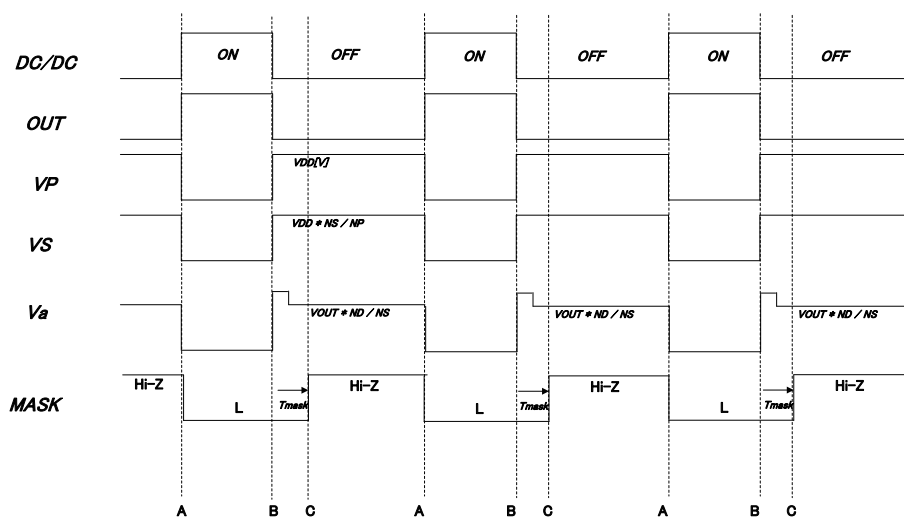 DC/DC ON OFF ON OFF ON OFF
OUT
VP VDD[V]
VS VDD * NS / NP
Va VOUT * ND / NS VOUT * ND / NS VOUT * ND / NS
Hi-Z Hi-Z Hi-Z Hi-Z
MASK L Tmask L Tmask L Tmask
A B C A B C A B C